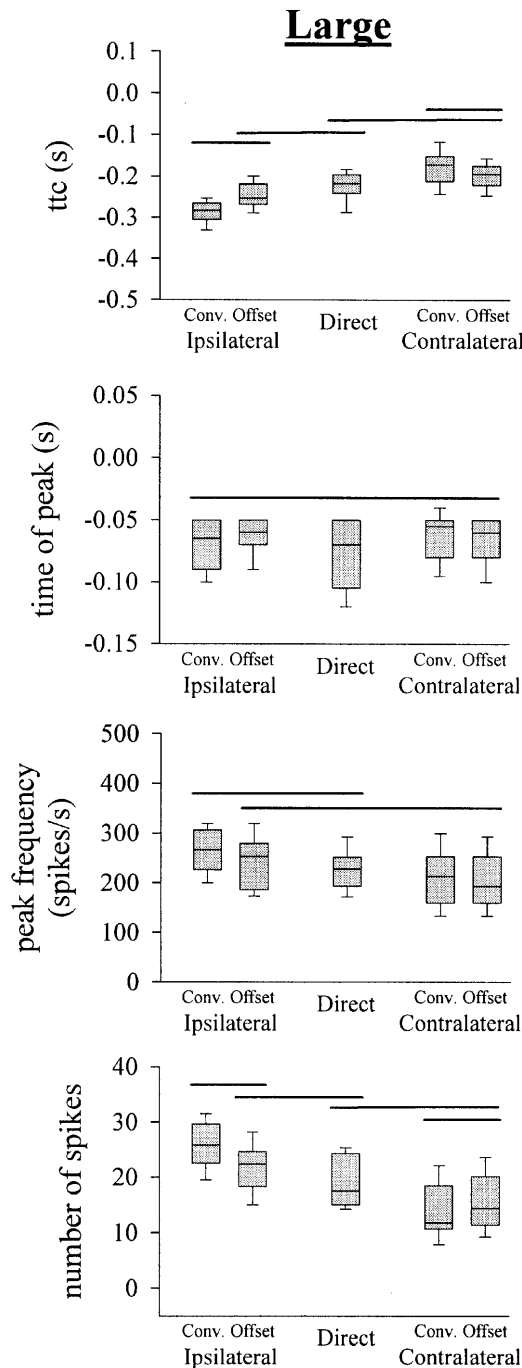 Large
ttc (s)
0.1
0.0
-0.1
-0.2
-0.3
-0.4
-0.5
Conv. Offset Conv. Offset
Ipsilateral Direct Contralateral
time of peak (s)
0.05
0.00
-0.05
-0.10
-0.15
Conv. Offset Conv. Offset
Ipsilateral Direct Contralateral
peak frequency
(spikes/s)
500
400
300
200
100
0
Conv. Offset Conv. Offset
Ipsilateral Direct Contralateral
number of spikes
40
30
20
10
0
Conv. Offset Conv. Offset
Ipsilateral Direct Contralateral